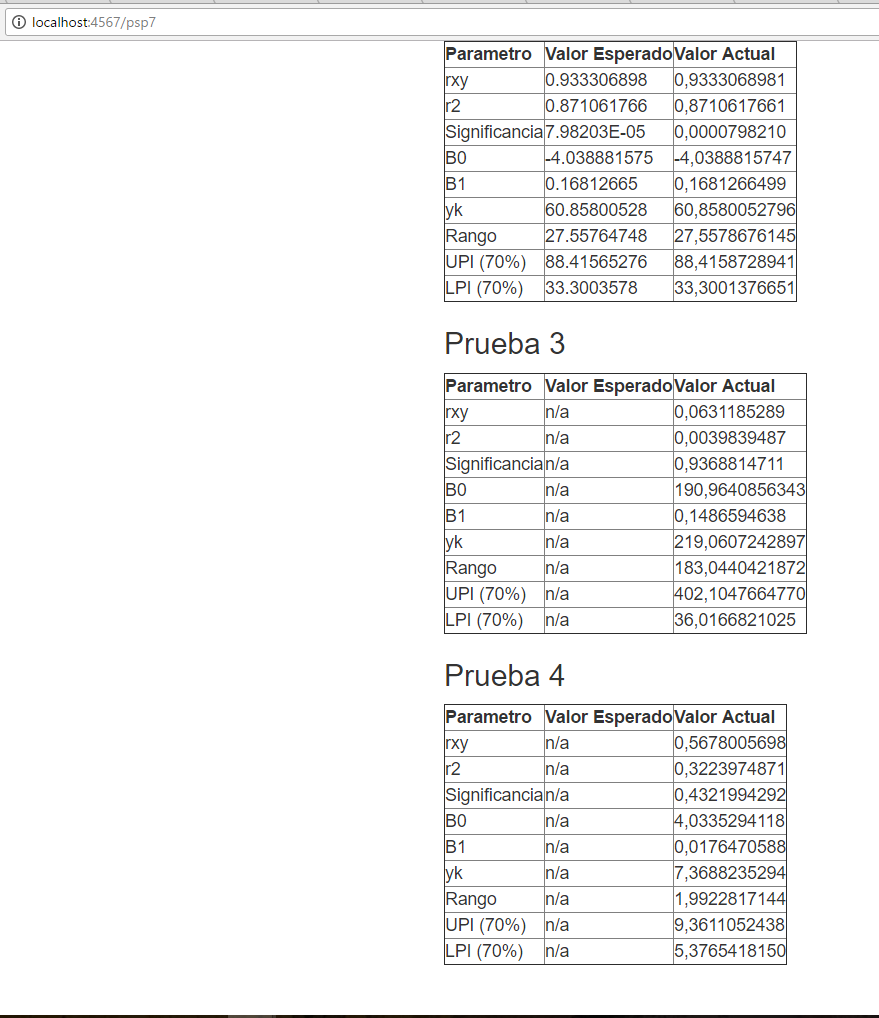 localhost:4567/psp7
Parametro Valor Esperado Valor Actual
rxy 0.933306898 0,9333068981
r2 0.871061766 0,8710617661
Significancia 7.98203E-05 0,0000798210
B0 -4.038881575 -4,0388815747
B1 0.16812665 0,1681266499
yk 60.85800528 60,8580052796
Rango 27.55764748 27,5578676145
UPI (70%) 88.41565276 88,4158728941
LPI (70%) 33.3003578 33,3001376651
Prueba 3
Parametro Valor Esperado Valor Actual
rxy n/a 0,0631185289
r2 n/a 0,0039839487
Significancia n/a 0,9368814711
B0 n/a 190,9640856343
B1 n/a 0,1486594638
yk n/a 219,0607242897
Rango n/a 183,0440421872
UPI (70%) n/a 402,1047664770
LPI (70%) n/a 36,0166821025
Prueba 4
Parametro Valor Esperado Valor Actual
rxy n/a 0,5678005698
r2 n/a 0,3223974871
Significancia n/a 0,4321994292
B0 n/a 4,0335294118
B1 n/a 0,0176470588
yk n/a 7,3688235294
Rango n/a 1,9922817144
UPI (70%) n/a 9,3611052438
LPI (70%) n/a 5,3765418150